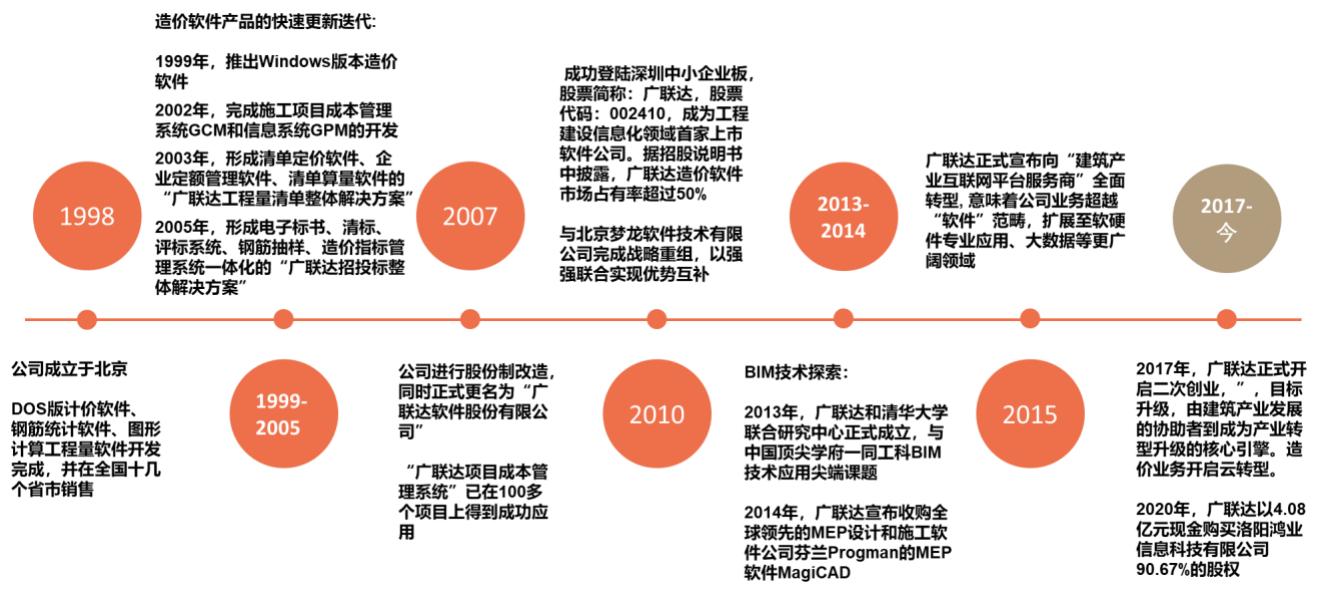 1998
公司成立于北京
DOS版计价软件、
钢筋统计软件、图形
计算工程量软件开发
完成，并在全国十几
个省市销售
1999-
2005
造价软件产品的快速更新迭代:
1999年，推出Windows版本造价
软件
2002年，完成施工项目成本管理
系统GCM和信息系统GPM的开发
2003年，形成清单定价软件、企
业定额管理软件、清单算量软件的
“广联达工程量清单整体解决方案”
2005年，形成电子标书、清标、
评标系统、钢筋抽样、造价指标管
理系统一体化的“广联达招投标整
体解决方案”
2007
公司进行股份制改造，
同时正式更名为“广
联达软件股份有限公
司”
“广联达项目成本管
理系统”已在100多
个项目上得到成功应
用
2010
成功登陆深圳中小企业板，
股票简称：广联达，股票
代码：002410，成为工程
建设信息化领域首家上市
软件公司。据招股说明书
中披露，广联达造价软件
市场占有率超过50%
与北京梦龙软件技术有限
公司完成战略重组，以强
强联合实现优势互补
2013-
2014
BIM技术探索：
2013年，广联达和清华大学
联合研究中心正式成立，与
中国顶尖学府一同工科BIM
技术应用尖端课题
2014年，广联达宣布收购全
球领先的MEP设计和施工软
件公司芬兰Progman的MEP
软件MagiCAD
2015
广联达正式宣布向“建筑产
业互联网平台服务商”全面
转型, 意味着公司业务超越
“软件”范畴，扩展至软硬
件专业应用、大数据等更广
阔领域
2017-
今
2017年，广联达正式开
启二次创业，”，目标
升级，由建筑产业发展
的协助者到成为产业转
型升级的核心引擎。造
价业务开启云转型。
2020年，广联达以4.08
亿元现金购买洛阳鸿业
信息科技有限公司
90.67%的股权